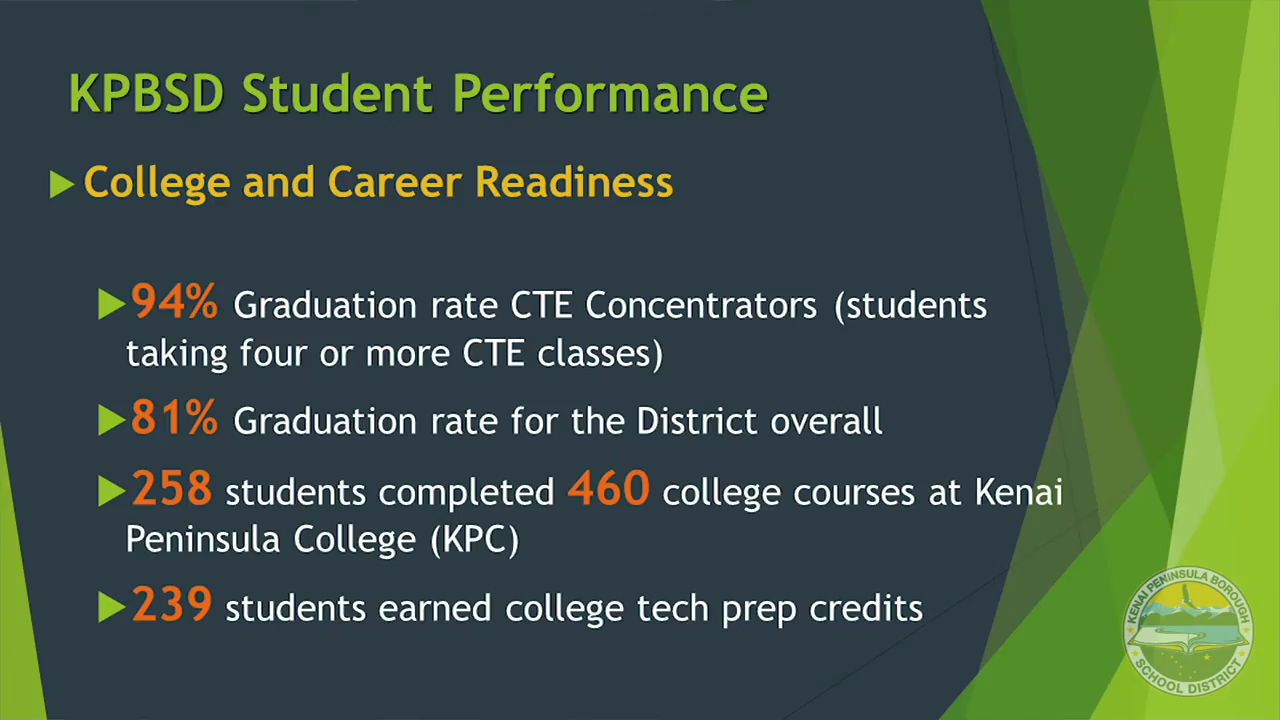 KPBSD Student Performance
College and Career Readiness
94% Graduation rate CTE Concentrators (students
taking four or more CTE classes)
81% Graduation rate for the District overall
258 students completed 460 college courses at Kenai
Peninsula College (KPC)
239 students earned college tech prep credits
KENAI PENINSULA BOROUGH
SCHOOL DISTRICT